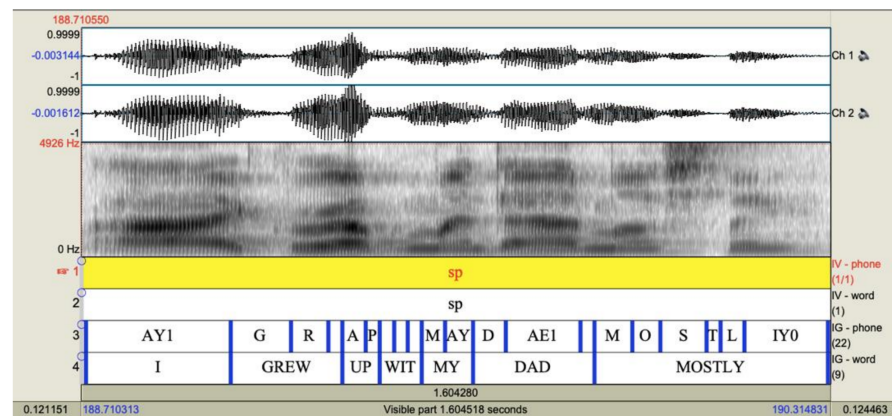 188.710550
0.9999
-0.003144
-1
Ch 1
0.9999
-0.001612
-1
Ch 2
4926 Hz
0 Hz
1 sp IV - phone (1/1)
2 sp IV - word (1)
3 AY1 G R A P M AY D AE1 M O S T L IY0 IG - phone (22)
4 I GREW UP WIT MY DAD MOSTLY IG - word (9)
1.604280
0.121151 188.710313 Visible part 1.604518 seconds 190.314831 0.124463